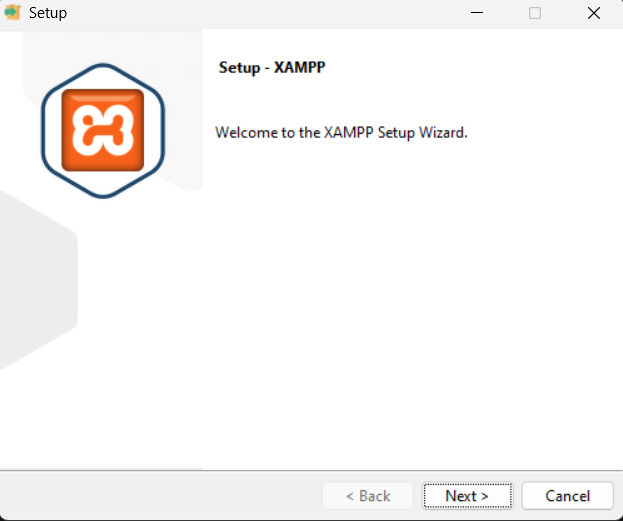 Setup
Setup - XAMPP
Welcome to the XAMPP Setup Wizard.
< Back
Next >
Cancel